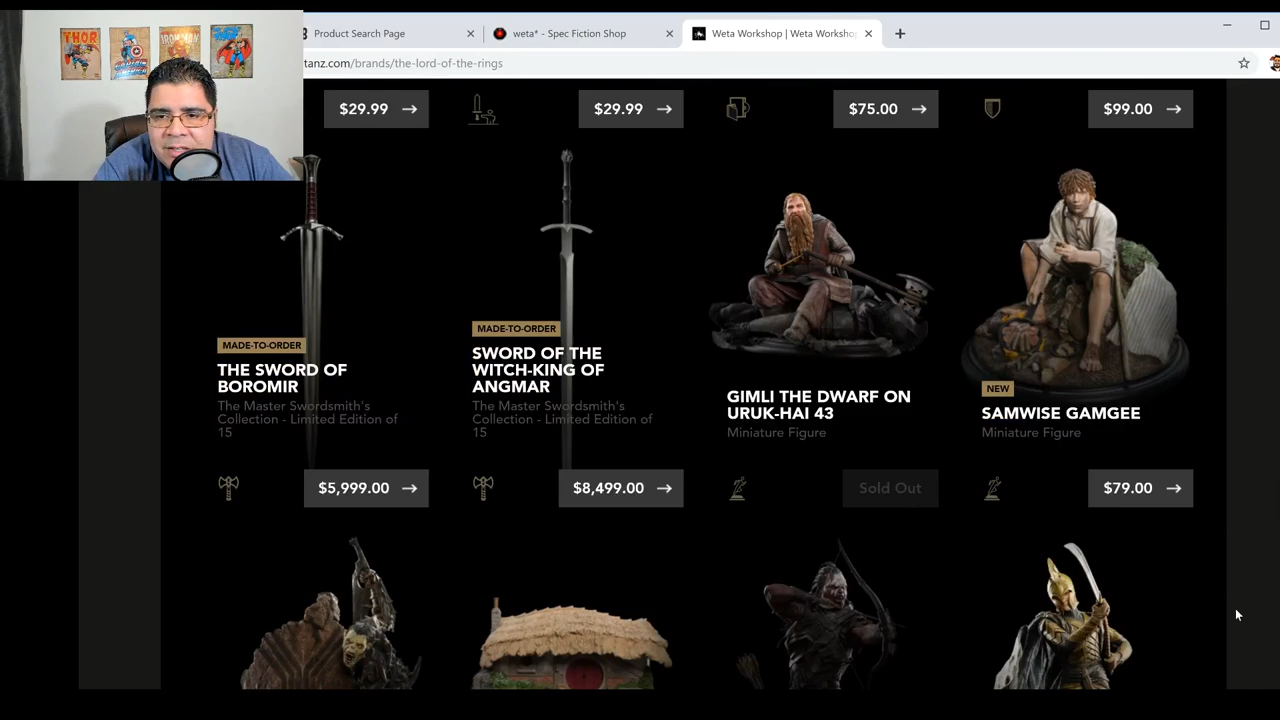 THOR
IRON MAN
Product Search Page
weta* - Spec Fiction Shop
Weta Workshop | Weta Workshop
tanz.com/brands/the-lord-of-the-rings
$29.99 →
$29.99 →
$75.00 →
$99.00 →
MADE-TO-ORDER
THE SWORD OF
BOROMIR
The Master Swordsmith's
Collection - Limited Edition of
15
$5,999.00 →
MADE-TO-ORDER
SWORD OF THE
WITCH-KING OF
ANGMAR
The Master Swordsmith's
Collection - Limited Edition of
15
$8,499.00 →
GIMLI THE DWARF ON
URUK-HAI 43
Miniature Figure
Sold Out
NEW
SAMWISE GAMGEE
Miniature Figure
$79.00 →